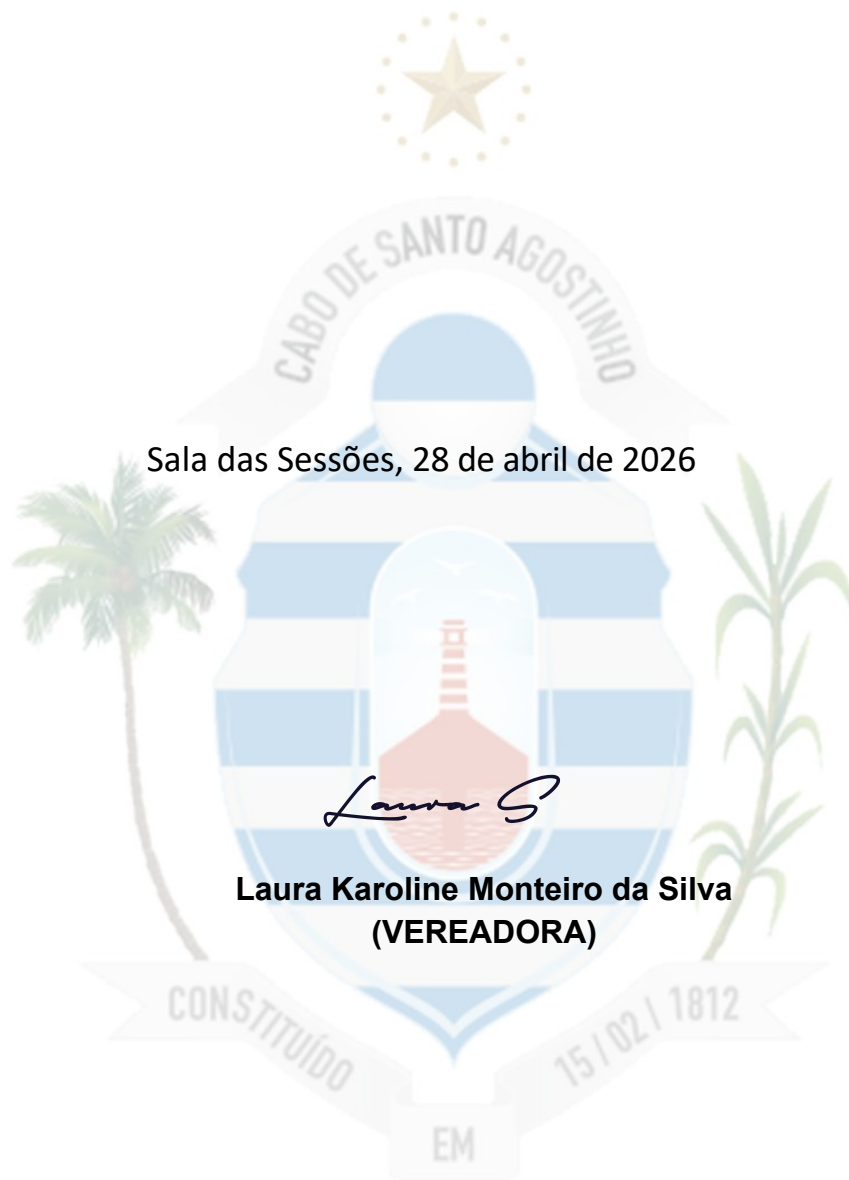 CABO DE SANTO AGOSTINHO
Sala das Sessões, 28 de abril de 2026
Laura S
Laura Karoline Monteiro da Silva
(VEREADORA)
CONSTITUÍDO
EM
15 / 02 / 1812